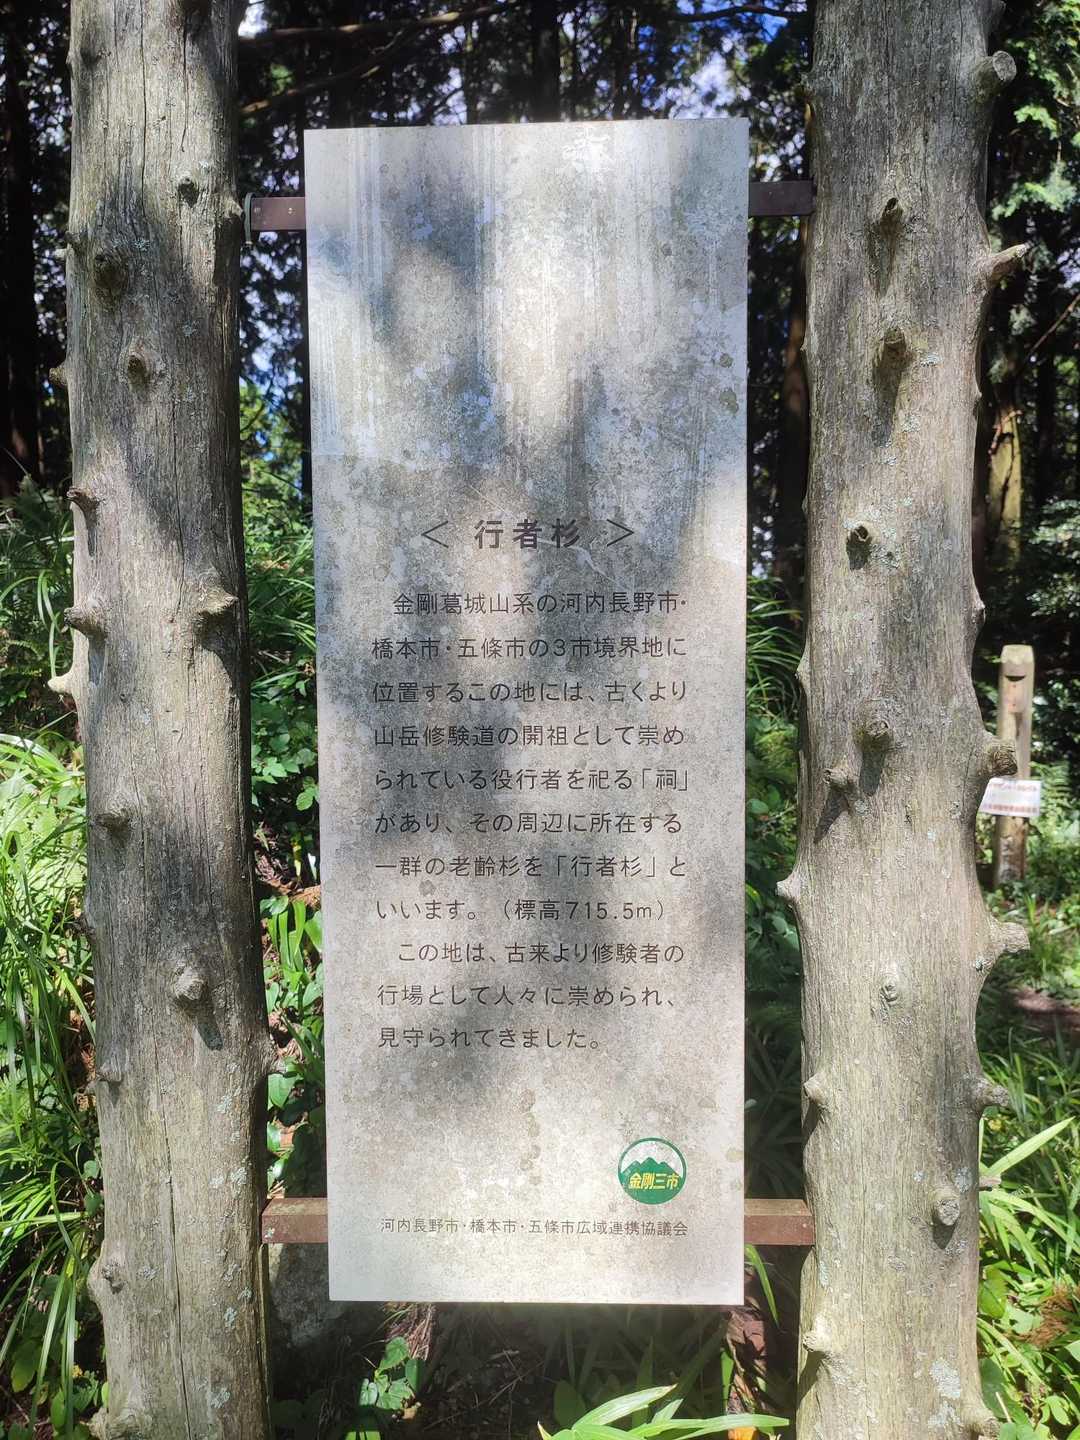 < 行者杉 >
金剛葛城山系の河内長野市・
橋本市・五條市の3市境界地に
位置するこの地には、古くより
山岳修験道の開祖として崇め
られている役行者を祀る「祠」
があり、その周辺に所在する
一群の老齢杉を「行者杉」と
いいます。（標高715.5m）
この地は、古来より修験者の
行場として人々に崇められ、
見守られてきました。
金剛三市
河内長野市・橋本市・五條市広域連携協議会